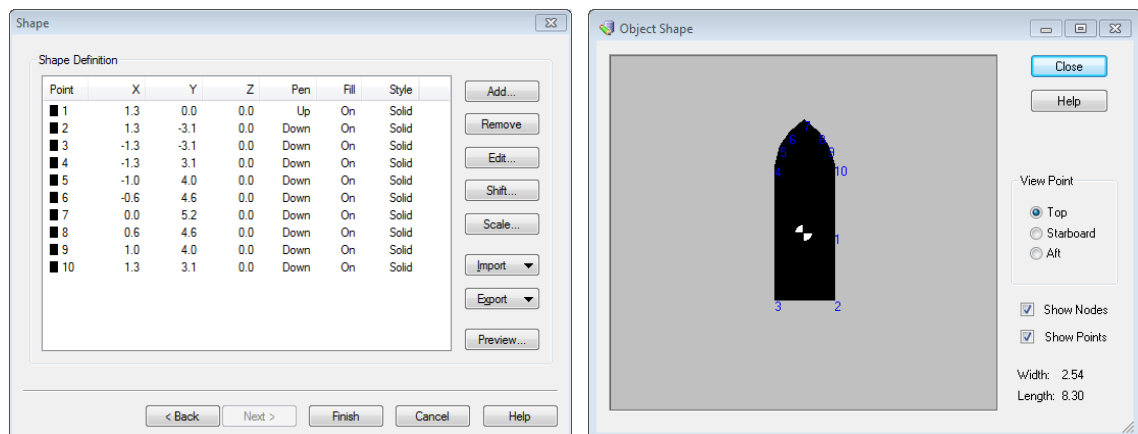 Shape
Shape Definition
Point X Y Z Pen Fill Style
1 1.3 0.0 0.0 Up On Solid
2 1.3 -3.1 0.0 Down On Solid
3 -1.3 -3.1 0.0 Down On Solid
4 -1.3 3.1 0.0 Down On Solid
5 -1.0 4.0 0.0 Down On Solid
6 -0.6 4.6 0.0 Down On Solid
7 0.0 5.2 0.0 Down On Solid
8 0.6 4.6 0.0 Down On Solid
9 1.0 4.0 0.0 Down On Solid
10 1.3 3.1 0.0 Down On Solid
Add...
Remove
Edit...
Shift...
Scale...
Import
Export
Preview...
< Back Next > Finish Cancel Help
Object Shape
7
6 8
5 9
4 10
1
3 2
Close
Help
View Point
Top
Starboard
Aft
Show Nodes
Show Points
Width: 2.54
Length: 8.30